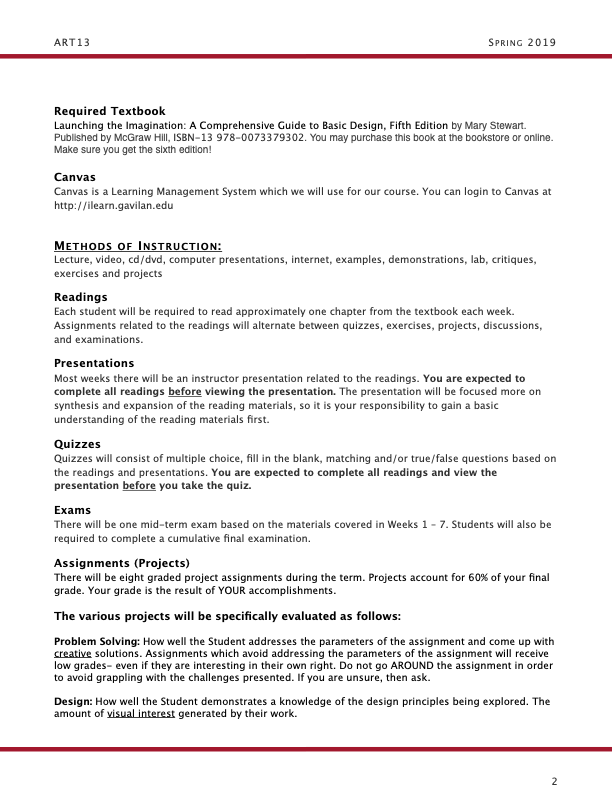 ART13 SPRING 2019
Required Textbook
Launching the Imagination: A Comprehensive Guide to Basic Design, Fifth Edition by Mary Stewart.
Published by McGraw Hill, ISBN-13 978-0073379302. You may purchase this book at the bookstore or online.
Make sure you get the sixth edition!
Canvas
Canvas is a Learning Management System which we will use for our course. You can login to Canvas at
http://ilearn.gavilan.edu
METHODS OF INSTRUCTION:
Lecture, video, cd/dvd, computer presentations, internet, examples, demonstrations, lab, critiques,
exercises and projects
Readings
Each student will be required to read approximately one chapter from the textbook each week.
Assignments related to the readings will alternate between quizzes, exercises, projects, discussions,
and examinations.
Presentations
Most weeks there will be an instructor presentation related to the readings. You are expected to
complete all readings before viewing the presentation. The presentation will be focused more on
synthesis and expansion of the reading materials, so it is your responsibility to gain a basic
understanding of the reading materials first.
Quizzes
Quizzes will consist of multiple choice, fill in the blank, matching and/or true/false questions based on
the readings and presentations. You are expected to complete all readings and view the
presentation before you take the quiz.
Exams
There will be one mid-term exam based on the materials covered in Weeks 1 – 7. Students will also be
required to complete a cumulative final examination.
Assignments (Projects)
There will be eight graded project assignments during the term. Projects account for 60% of your final
grade. Your grade is the result of YOUR accomplishments.
The various projects will be specifically evaluated as follows:
Problem Solving: How well the Student addresses the parameters of the assignment and come up with
creative solutions. Assignments which avoid addressing the parameters of the assignment will receive
low grades- even if they are interesting in their own right. Do not go AROUND the assignment in order
to avoid grappling with the challenges presented. If you are unsure, then ask.
Design: How well the Student demonstrates a knowledge of the design principles being explored. The
amount of visual interest generated by their work.
2